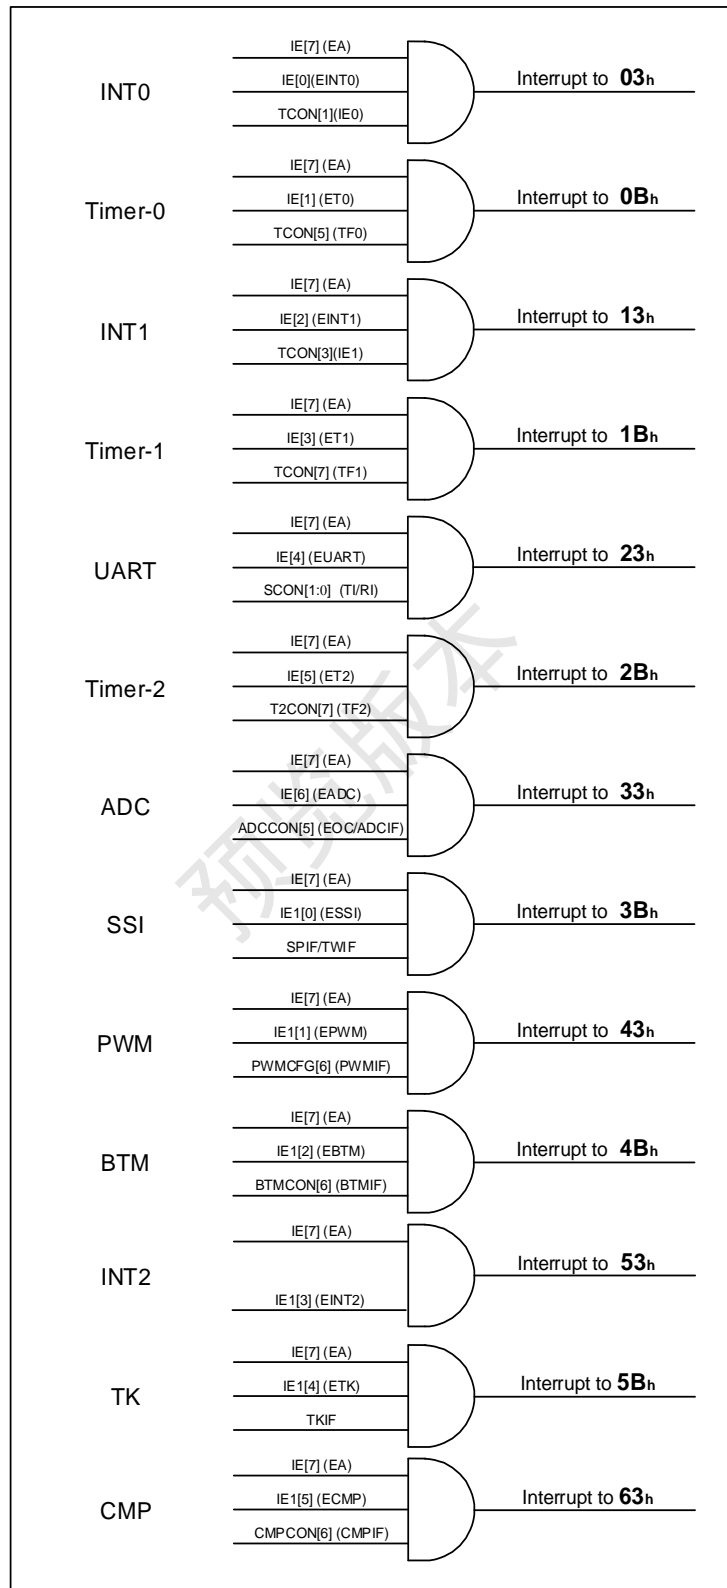 IE[7] (EA)
INT0
IE[0](EINT0)
Interrupt to 03h
TCON[1](IE0)
IE[7] (EA)
Timer-0
IE[1] (ET0)
Interrupt to 0Bh
TCON[5] (TF0)
IE[7] (EA)
INT1
IE[2] (EINT1)
Interrupt to 13h
TCON[3](IE1)
IE[7] (EA)
Timer-1
IE[3] (ET1)
Interrupt to 1Bh
TCON[7] (TF1)
IE[7] (EA)
UART
IE[4] (EUART)
Interrupt to 23h
SCON[1:0] (TI/RI)
IE[7] (EA)
Timer-2
IE[5] (ET2)
Interrupt to 2Bh
T2CON[7] (TF2)
IE[7] (EA)
ADC
IE[6] (EADC)
Interrupt to 33h
ADCCON[5] (EOC/ADCIF)
IE[7] (EA)
SSI
IE1[0] (ESSI)
Interrupt to 3Bh
SPIF/TWIF
IE[7] (EA)
PWM
IE1[1] (EPWM)
Interrupt to 43h
PWMCFG[6] (PWMIF)
IE[7] (EA)
BTM
IE1[2] (EBTM)
Interrupt to 4Bh
BTMCON[6] (BTMIF)
IE[7] (EA)
INT2
Interrupt to 53h
IE1[3] (EINT2)
IE[7] (EA)
TK
IE1[4] (ETK)
Interrupt to 5Bh
TKIF
IE[7] (EA)
CMP
IE1[5] (ECMP)
Interrupt to 63h
CMPCON[6] (CMPIF)
预览版本